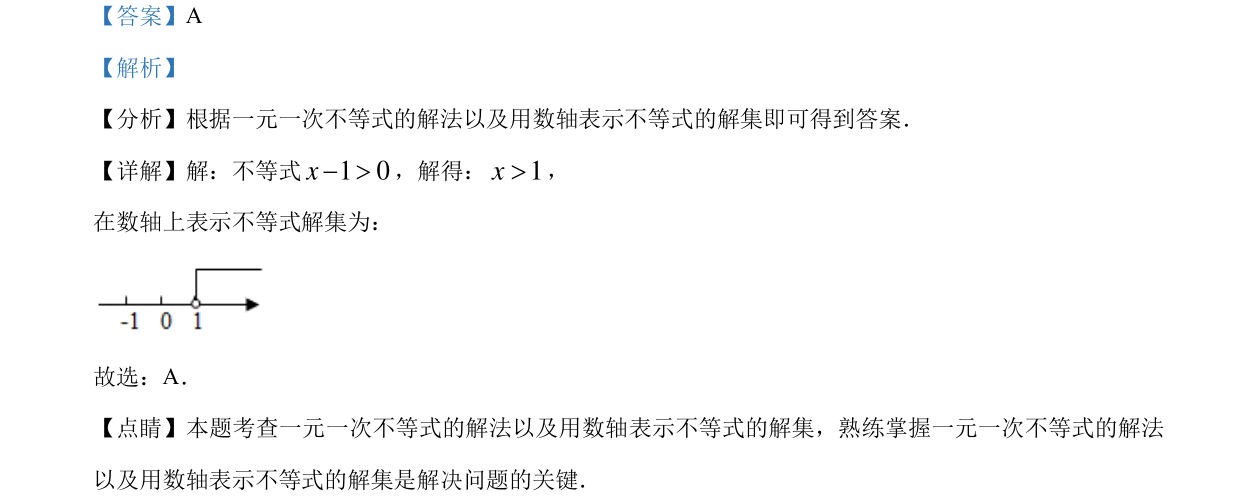 【答案】A
【解析】
【分析】根据一元一次不等式的解法以及用数轴表示不等式的解集即可得到答案．
【详解】解：不等式 x−1>0，解得： x>1，
在数轴上表示不等式解集为：
-1 0 1
故选：A．
【点睛】本题考查一元一次不等式的解法以及用数轴表示不等式的解集，熟练掌握一元一次不等式的解法
以及用数轴表示不等式的解集是解决问题的关键．